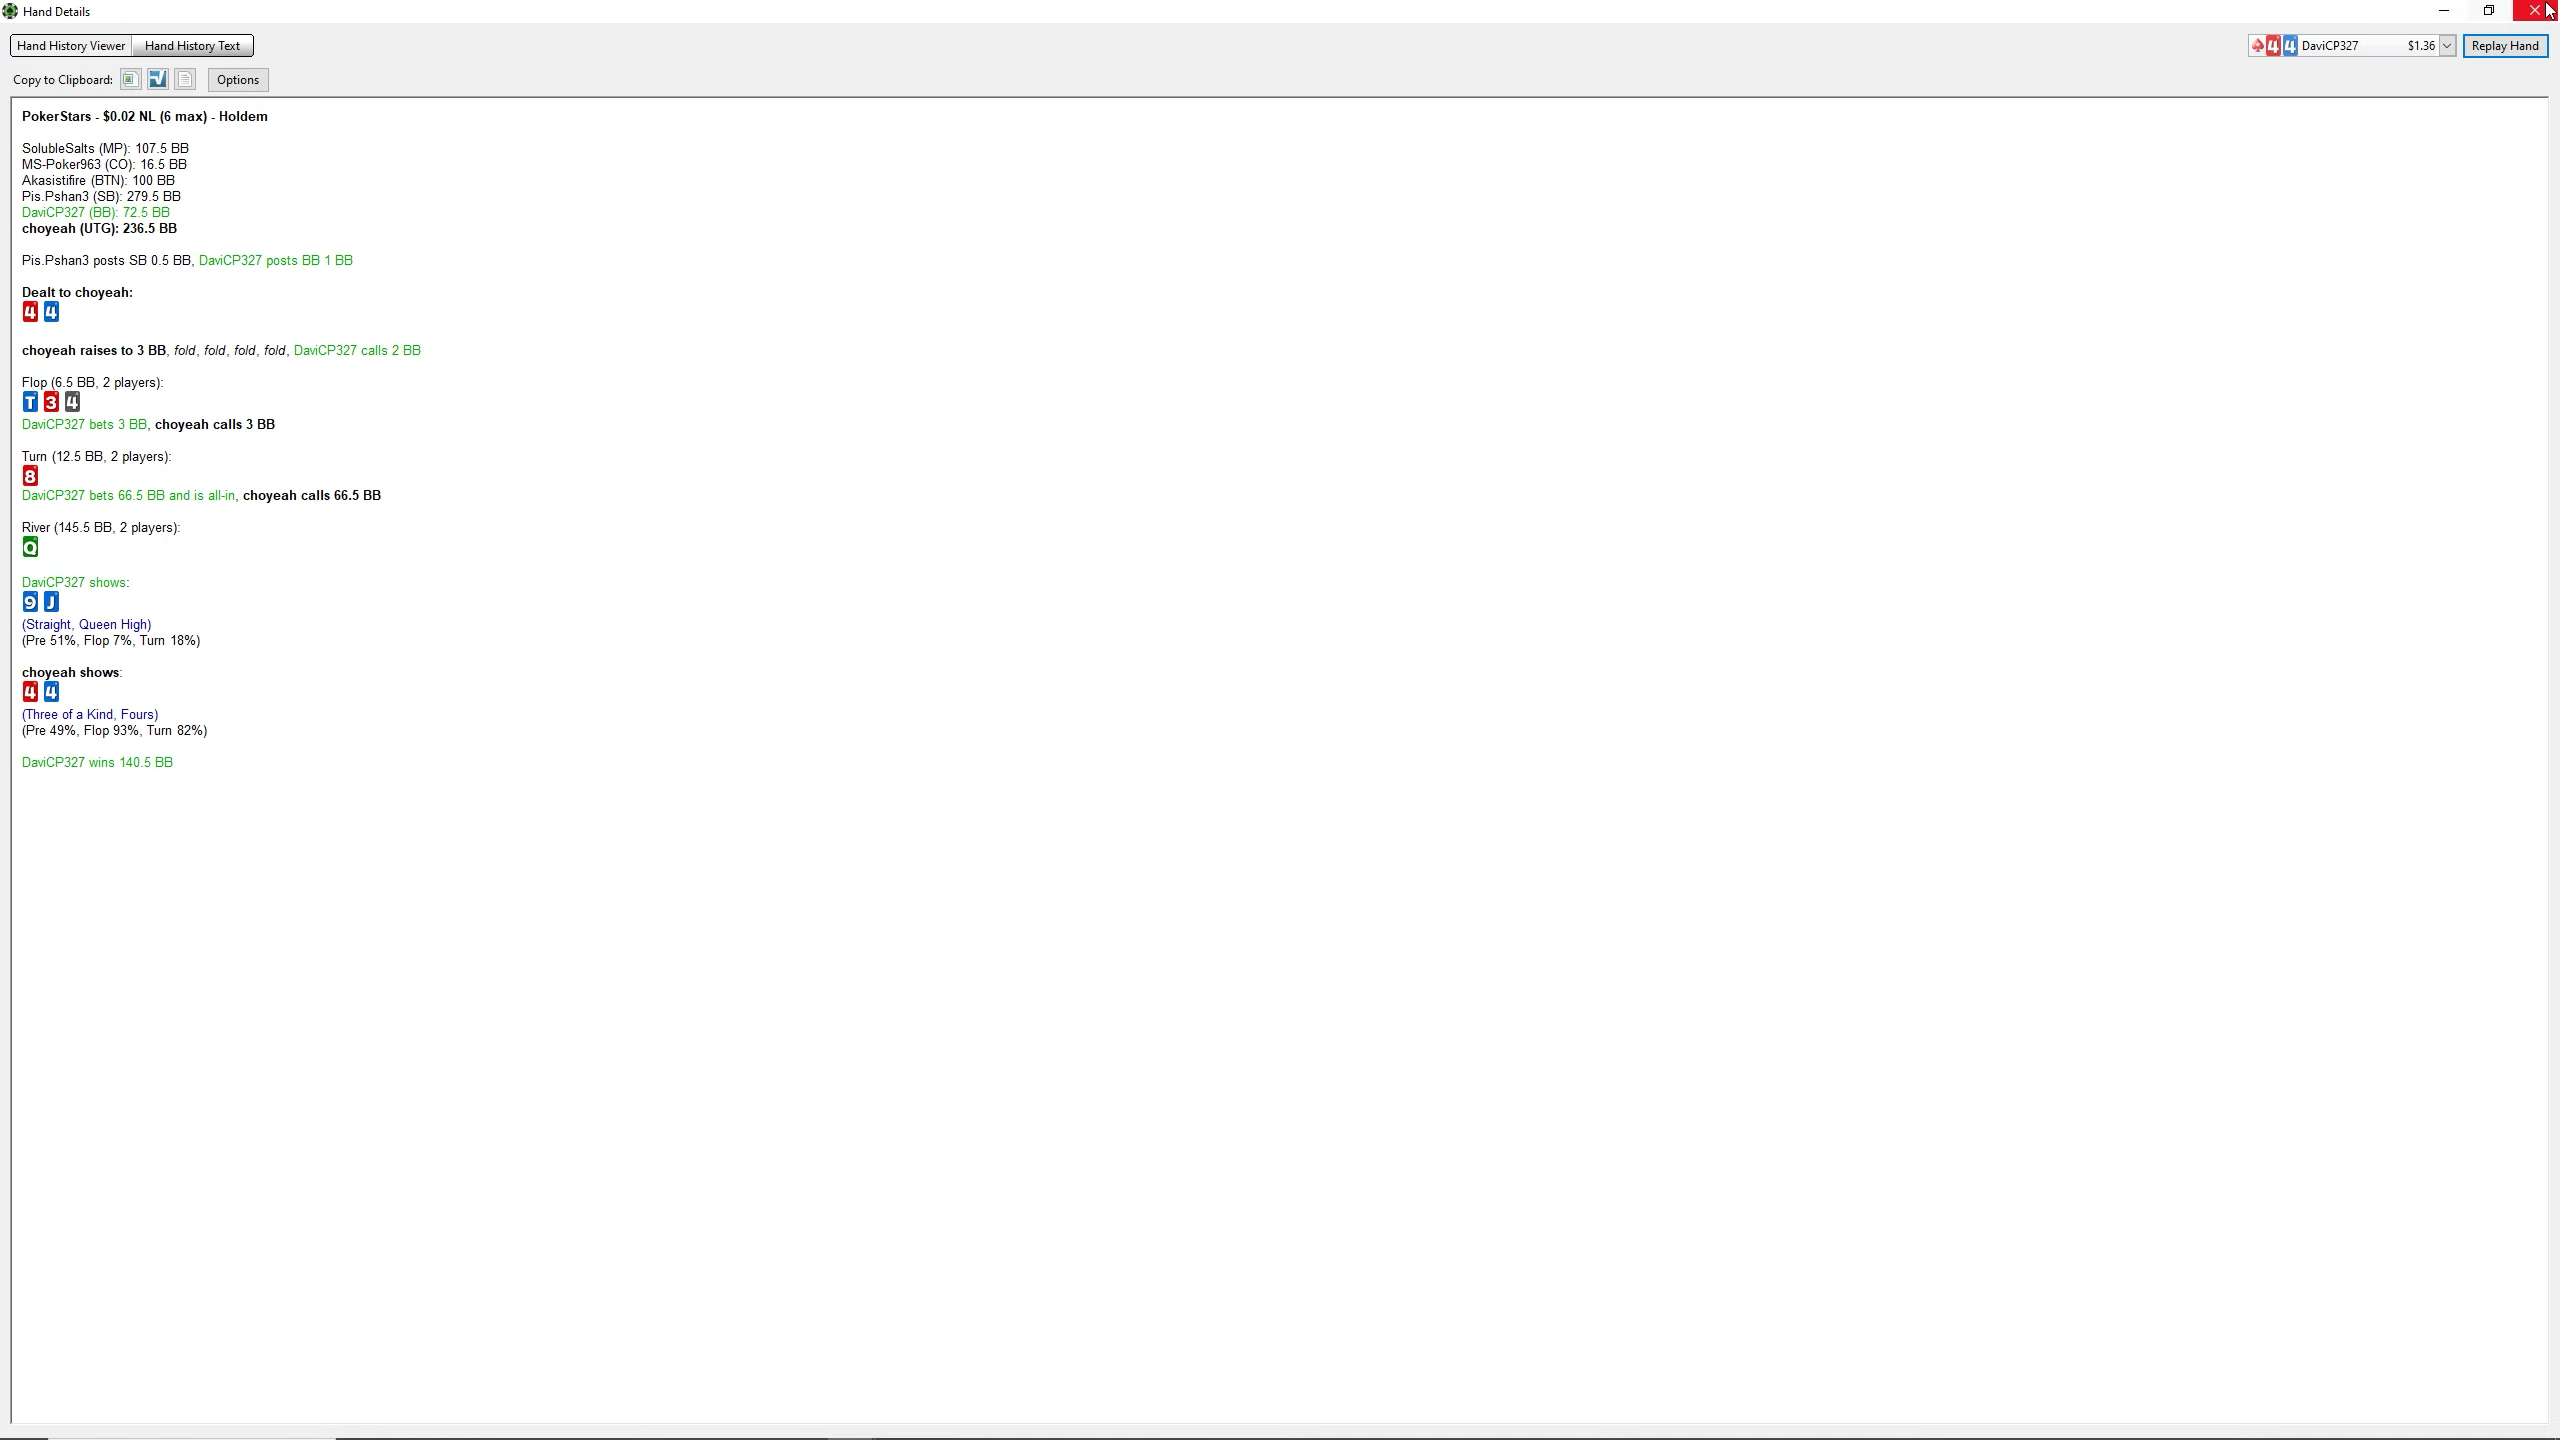 Hand Details
Hand History Viewer Hand History Text
4 4 DaviCP327 $1.36 Replay Hand
Copy to Clipboard: Options
PokerStars - $0.02 NL (6 max) - Holdem
SolubleSalts (MP): 107.5 BB
MS-Poker963 (CO): 16.5 BB
Akasistifire (BTN): 100 BB
Pis.Pshan3 (SB): 279.5 BB
DaviCP327 (BB): 72.5 BB
choyeah (UTG): 236.5 BB
Pis.Pshan3 posts SB 0.5 BB, DaviCP327 posts BB 1 BB
Dealt to choyeah:
4 4
choyeah raises to 3 BB, fold, fold, fold, fold, DaviCP327 calls 2 BB
Flop (6.5 BB, 2 players):
T 3 4
DaviCP327 bets 3 BB, choyeah calls 3 BB
Turn (12.5 BB, 2 players):
8
DaviCP327 bets 66.5 BB and is all-in, choyeah calls 66.5 BB
River (145.5 BB, 2 players):
Q
DaviCP327 shows:
9 J
(Straight, Queen High)
(Pre 51%, Flop 7%, Turn 18%)
choyeah shows:
4 4
(Three of a Kind, Fours)
(Pre 49%, Flop 93%, Turn 82%)
DaviCP327 wins 140.5 BB